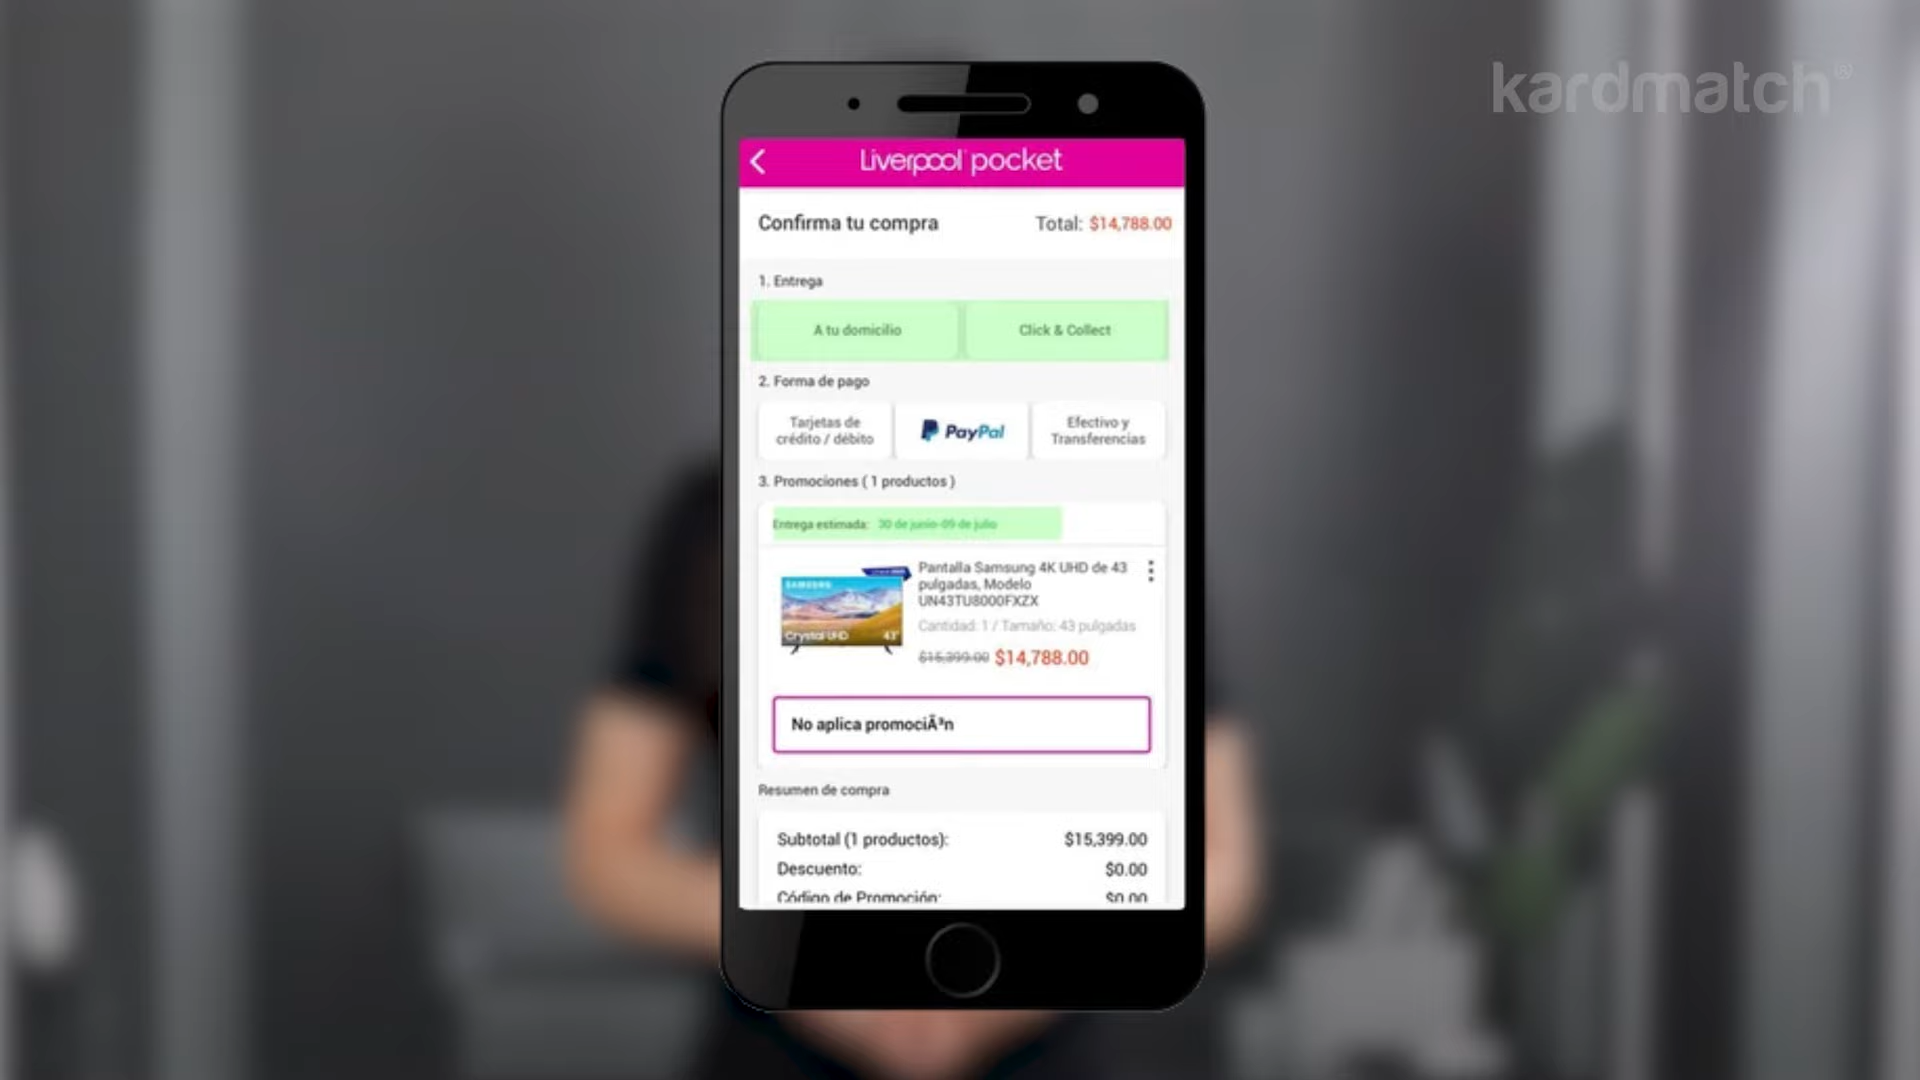 kardmatch®
Liverpool pocket
Confirma tu compra
Total: $14,788.00
1. Entrega
A tu domicilio
Click & Collect
2. Forma de pago
Tarjetas de
crédito / débito
PayPal
Efectivo y
Transferencias
3. Promociones ( 1 productos )
Entrega estimada: 30 de junio-09 de julio
SAMSUNG
Crystal UHD 43"
Pantalla Samsung 4K UHD de 43
pulgadas, Modelo
UN43TU8000FXZX
Cantidad: 1 / Tamaño: 43 pulgadas
$15,399.00 $14,788.00
No aplica promociÃ³n
Resumen de compra
Subtotal (1 productos): $15,399.00
Descuento: $0.00
Código de Promoción: $0.00